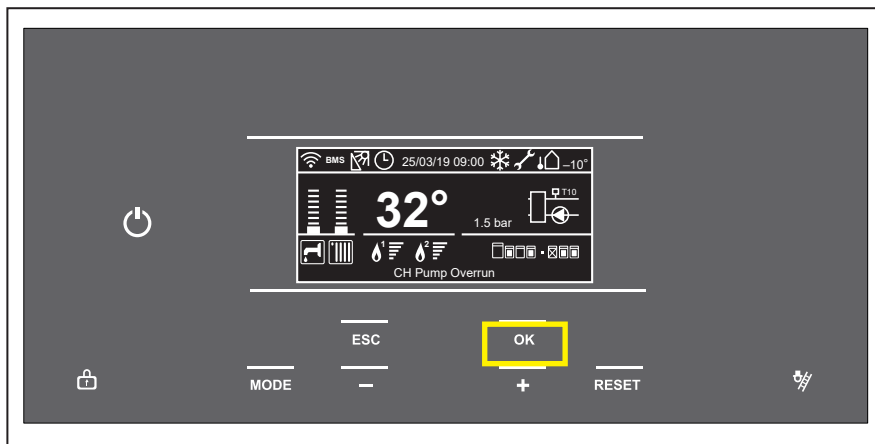 BMS 25/03/19 09:00 –10°
T10
32°
1.5 bar
1 2
CH Pump Overrun
ESC OK
MODE – + RESET